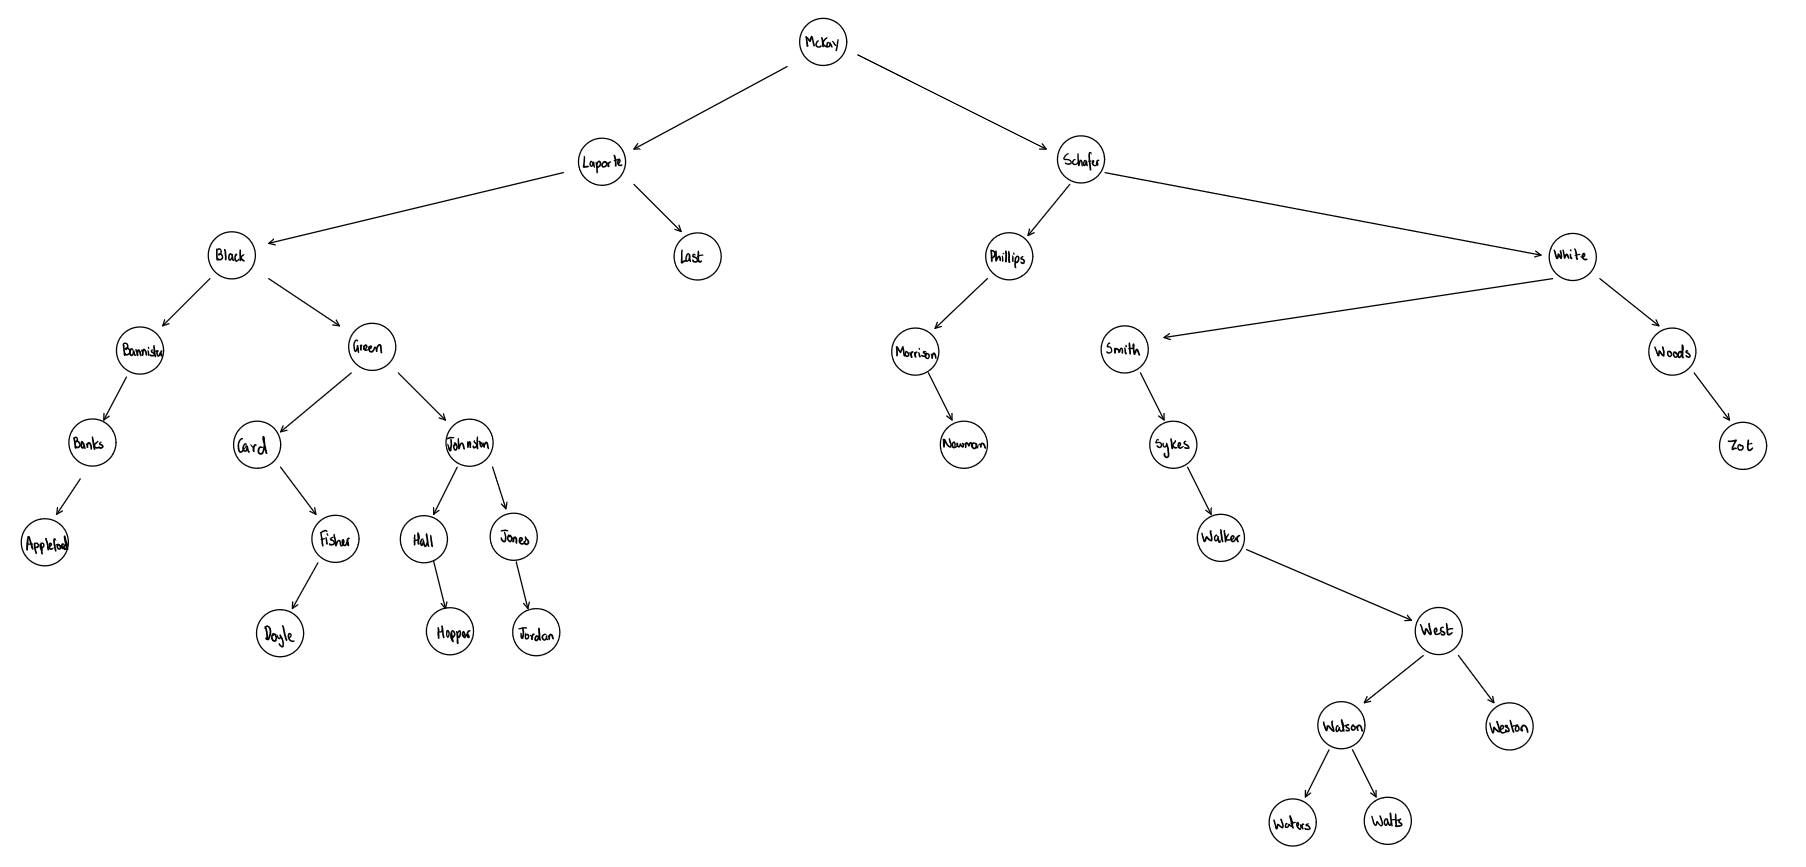 McKay
Laporte
Schafer
Black
Last
Phillips
White
Bannister
Green
Morrison
Smith
Woods
Banks
Card
Johnston
Newman
Sykes
Zot
Fisher
Hall
Jones
Walker
Doyle
Hopper
Jordan
West
Watson
Weston
Waters
Watts